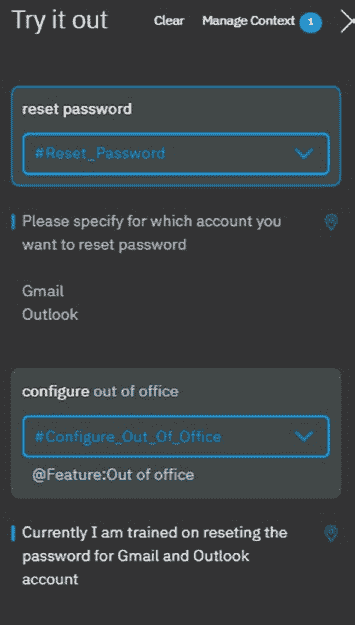 Try it out
Clear
Manage Context
1
reset password
#Reset_Password
Please specify for which account you
want to reset password
Gmail
Outlook
configure out of office
#Configure_Out_Of_Office
@Feature:Out of office
Currently I am trained on reseting the
password for Gmail and Outlook
account